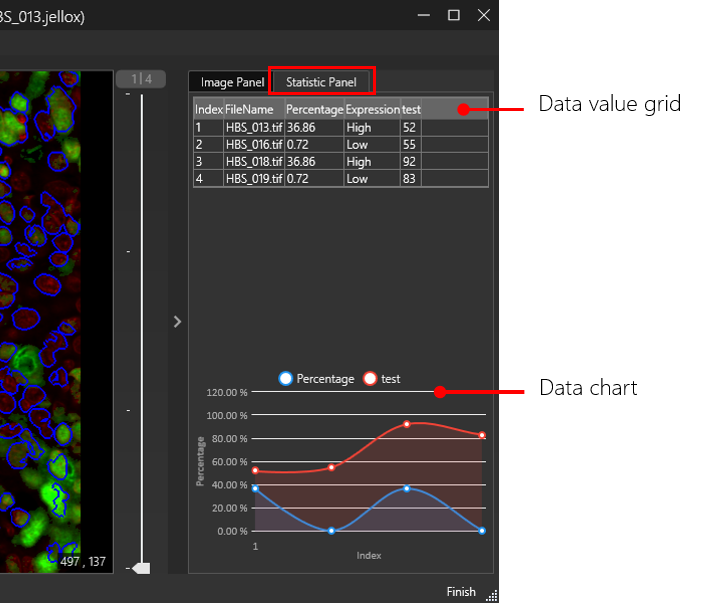 BS_013.jellox)
1 | 4
Image Panel Statistic Panel
Index FileName Percentage Expression test
1 HBS_013.tif 36.86 High 52
2 HBS_016.tif 0.72 Low 55
3 HBS_018.tif 36.86 High 92
4 HBS_019.tif 0.72 Low 83
Data value grid
Percentage test
Data chart
120.00 %
100.00 %
80.00 %
60.00 %
40.00 %
20.00 %
0.00 %
Percentage
1
Index
497 , 137
Finish